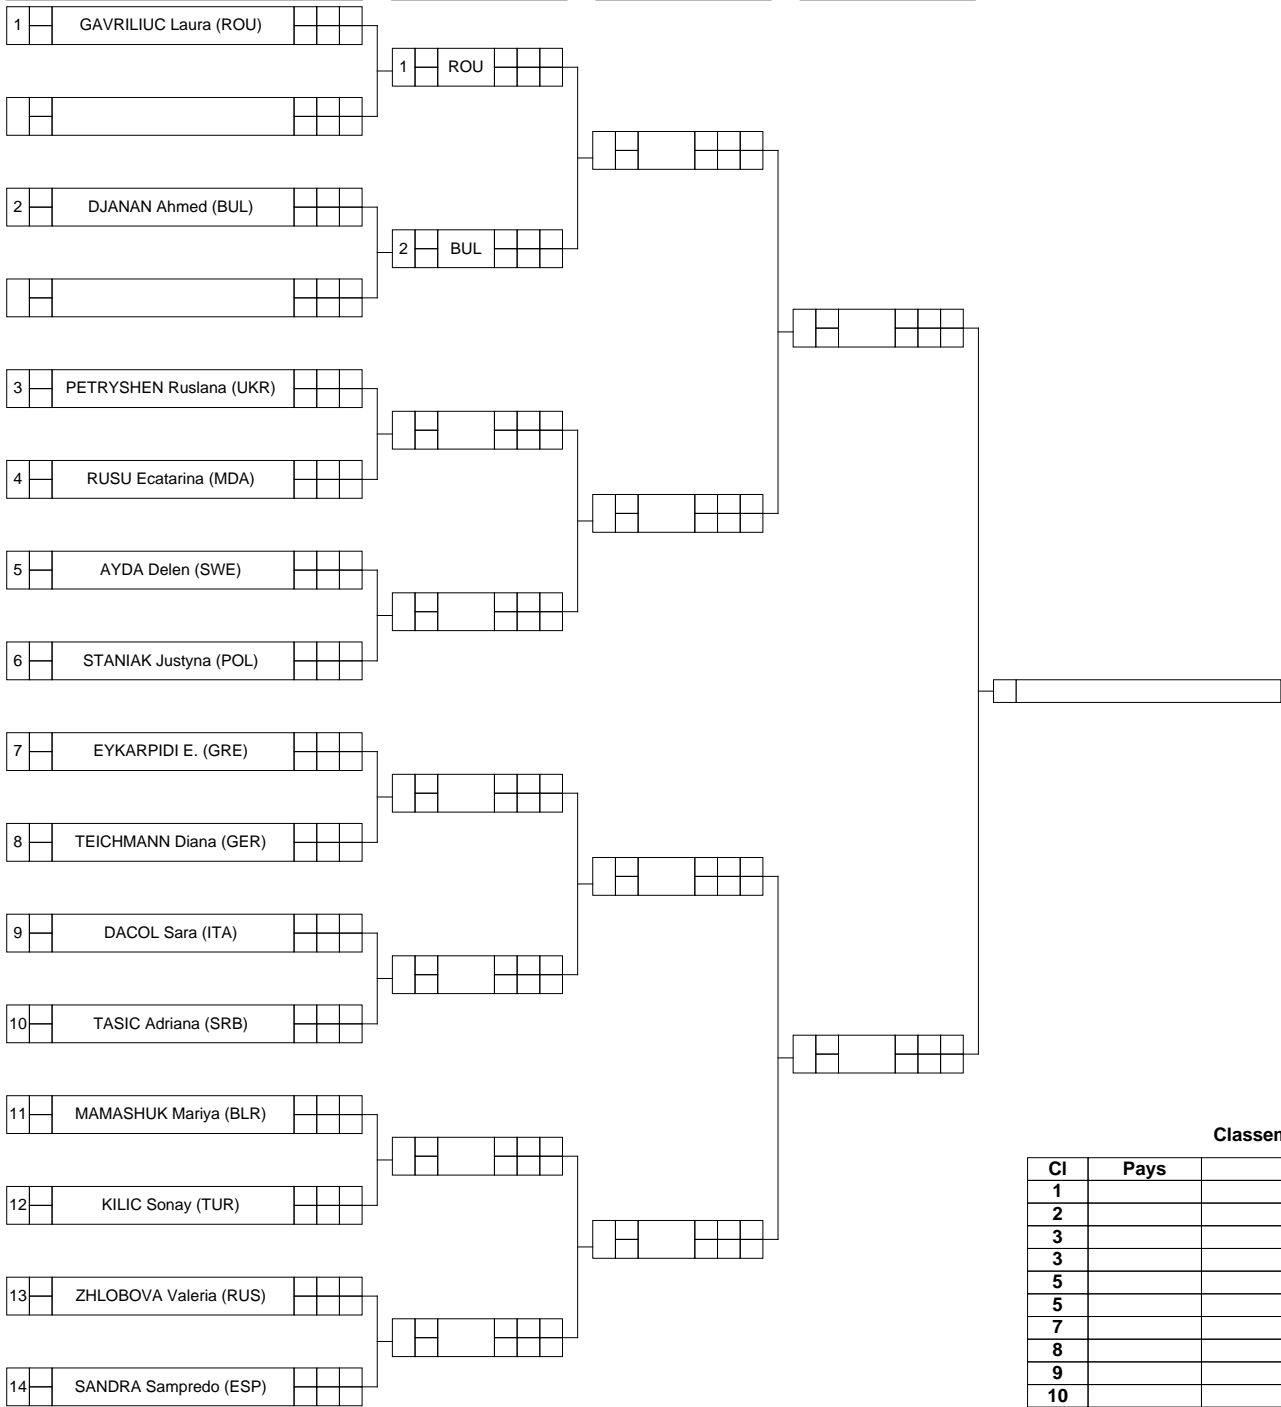 1 GAVRILIUC Laura (ROU)
1 ROU
2 DJANAN Ahmed (BUL)
2 BUL
3 PETRYSHEN Ruslana (UKR)
4 RUSU Ecatarina (MDA)
5 AYDA Delen (SWE)
6 STANIAK Justyna (POL)
7 EYKARPIDI E. (GRE)
8 TEICHMANN Diana (GER)
9 DACOL Sara (ITA)
10 TASIC Adriana (SRB)
11 MAMASHUK Mariya (BLR)
12 KILIC Sonay (TUR)
13 ZHLOBOVA Valeria (RUS)
14 SANDRA Sampredo (ESP)
Classem
Cl Pays
1
2
3
3
5
5
7
8
9
10